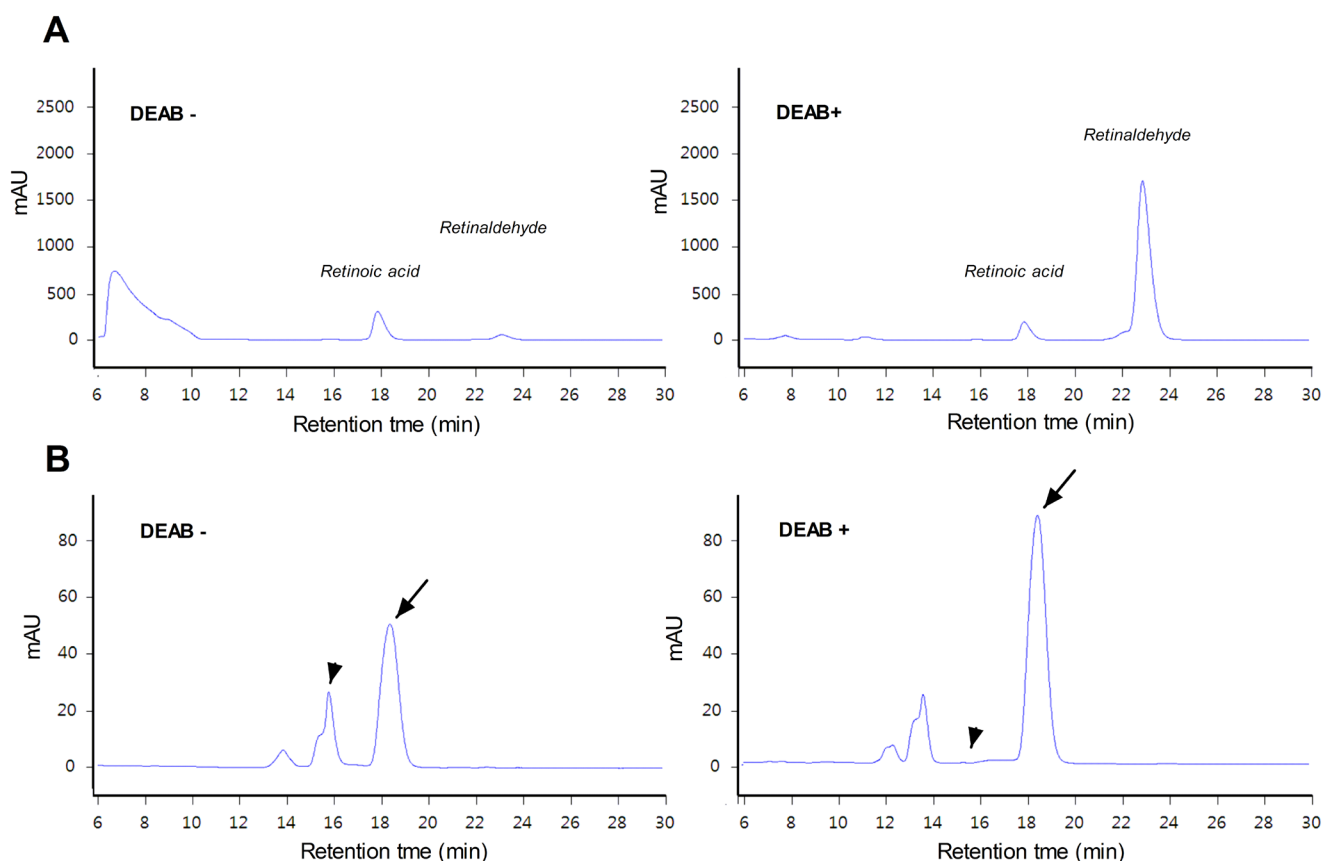 A
DEAB -
DEAB+
Retinaldehyde
Retinaldehyde
Retinoic acid
Retinoic acid
2500
2000
1500
1000
500
0
mAU
6 8 10 12 14 16 18 20 22 24 26 28 30
Retention tme (min)
2500
2000
1500
1000
500
0
mAU
6 8 10 12 14 16 18 20 22 24 26 28 30
Retention tme (min)
B
DEAB -
80
60
40
20
0
mAU
6 8 10 12 14 16 18 20 22 24 26 28 30
Retention tme (min)
DEAB +
80
60
40
20
0
mAU
6 8 10 12 14 16 18 20 22 24 26 28 30
Retention tme (min)